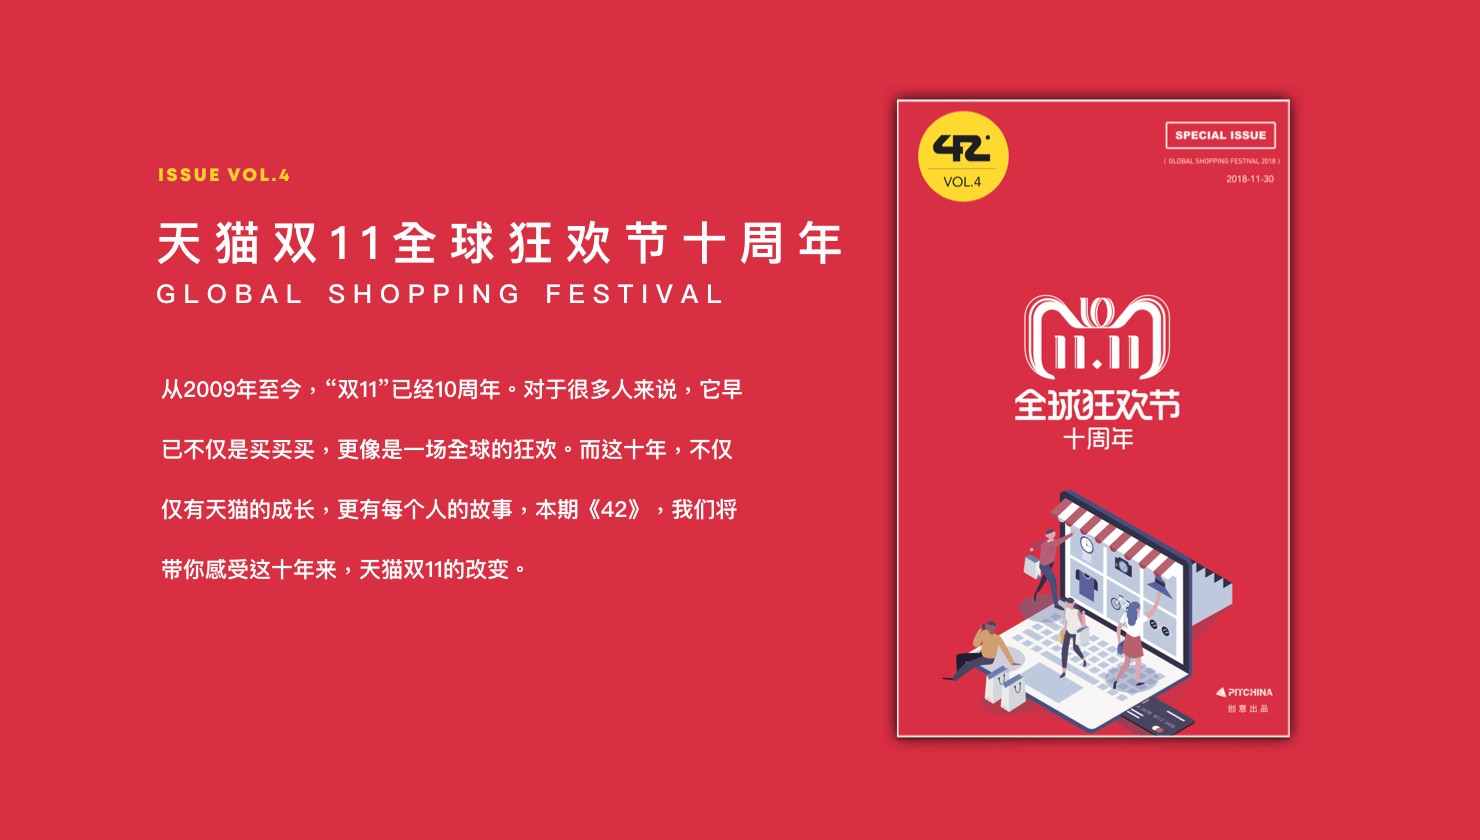 ISSUE VOL.4
天猫双11全球狂欢节十周年
GLOBAL SHOPPING FESTIVAL
从2009年至今，“双11”已经10周年。对于很多人来说，它早
已不仅是买买买，更像是一场全球的狂欢。而这十年，不仅
仅有天猫的成长，更有每个人的故事，本期《42》，我们将
带你感受这十年来，天猫双11的改变。
42
VOL.4
SPECIAL ISSUE
( GLOBAL SHOPPING FESTIVAL 2018 )
2018-11-30
10
11.11
全球狂欢节
十周年
PITCHINA
创意出品